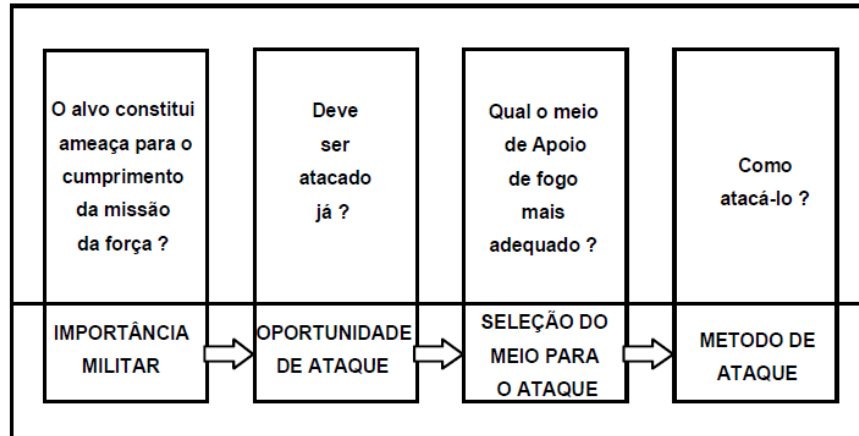 O alvo constitui
ameaça para o
cumprimento
da missão
da força ?
Deve
ser
atacado
já ?
Qual o meio
de Apoio
de fogo
mais
adequado ?
Como
atacá-lo ?
IMPORTÂNCIA
MILITAR
OPORTUNIDADE
DE ATAQUE
SELEÇÃO DO
MEIO PARA
O ATAQUE
METODO DE
ATAQUE